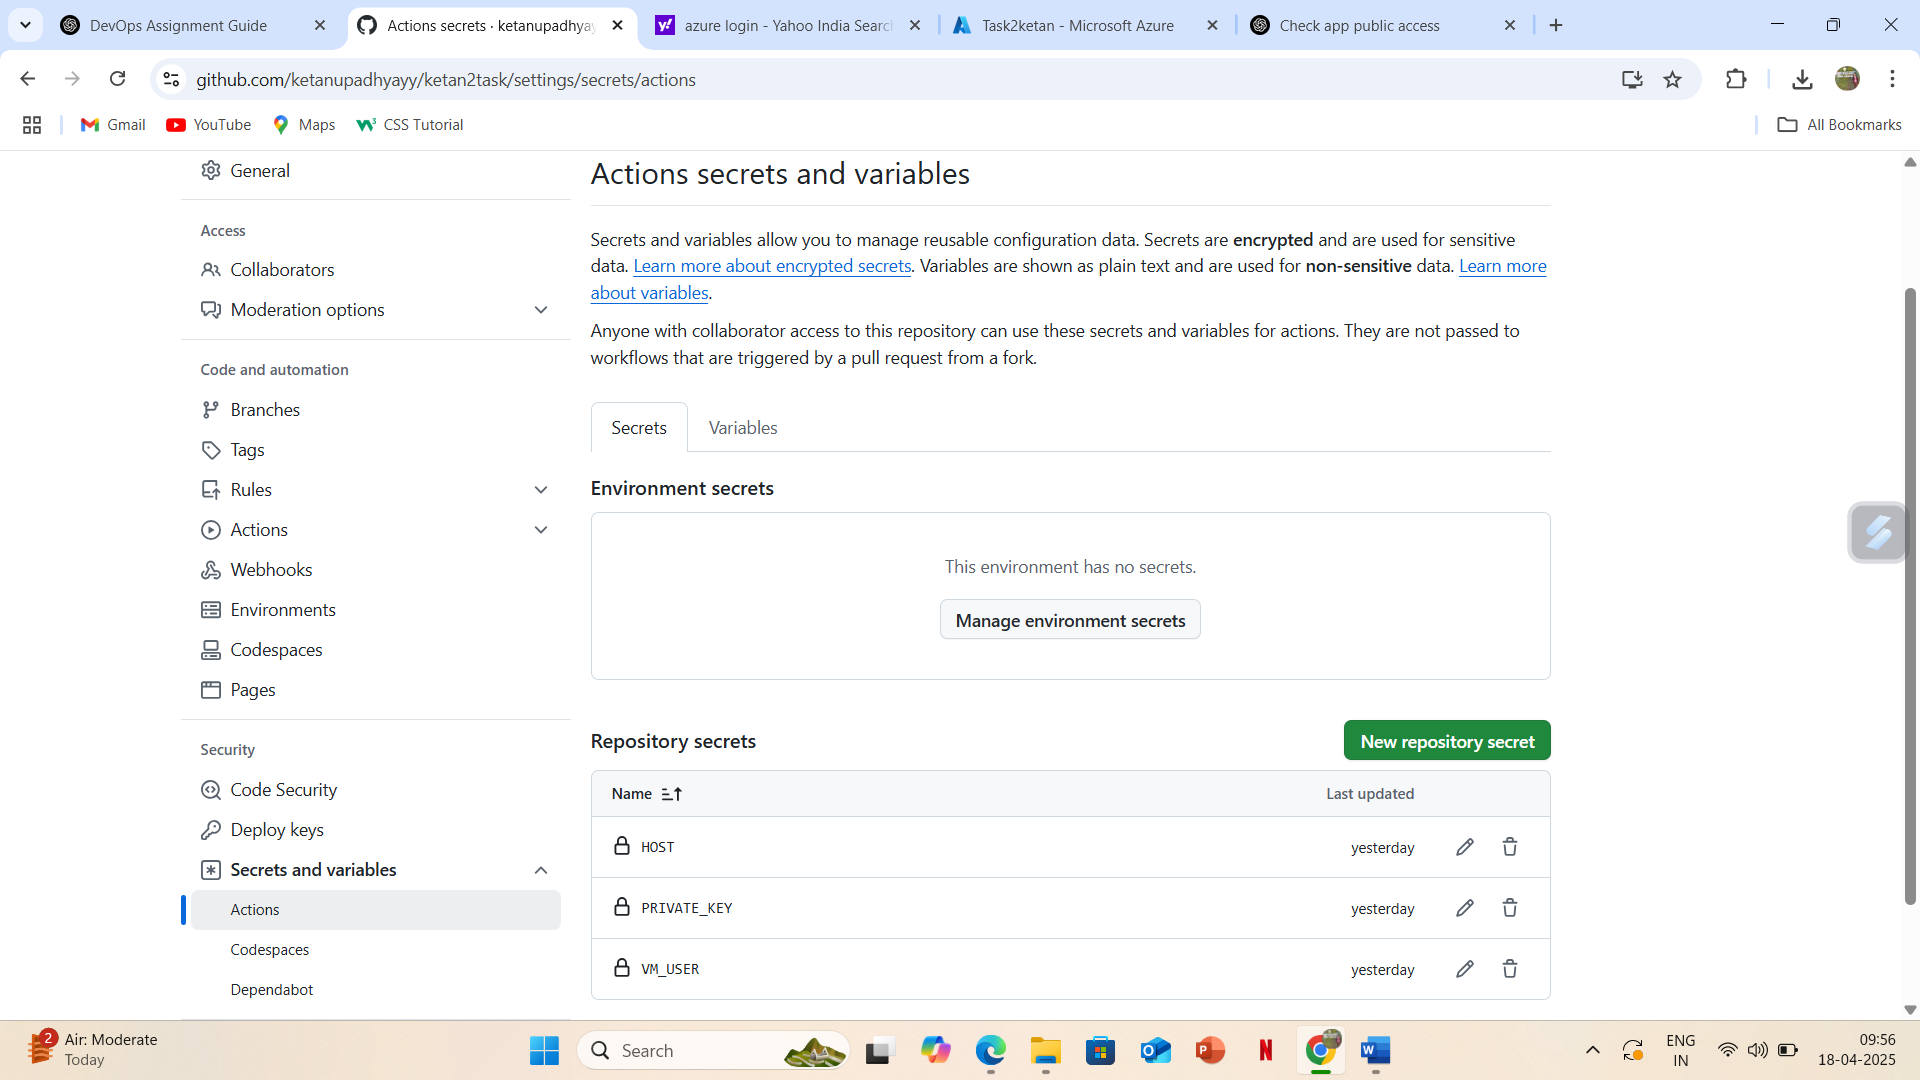 DevOps Assignment Guide
Actions secrets · ketanupadhyay
azure login - Yahoo India Search
Task2ketan - Microsoft Azure
Check app public access
github.com/ketanupadhyayy/ketan2task/settings/secrets/actions
Gmail
YouTube
Maps
CSS Tutorial
All Bookmarks
General
Access
Collaborators
Moderation options
Code and automation
Branches
Tags
Rules
Actions
Webhooks
Environments
Codespaces
Pages
Security
Code Security
Deploy keys
Secrets and variables
Actions
Codespaces
Dependabot
Actions secrets and variables
Secrets and variables allow you to manage reusable configuration data. Secrets are encrypted and are used for sensitive
data. Learn more about encrypted secrets. Variables are shown as plain text and are used for non-sensitive data. Learn more
about variables.
Anyone with collaborator access to this repository can use these secrets and variables for actions. They are not passed to
workflows that are triggered by a pull request from a fork.
Secrets Variables
Environment secrets
This environment has no secrets.
Manage environment secrets
Repository secrets
New repository secret
Name Last updated
HOST yesterday
PRIVATE_KEY yesterday
VM_USER yesterday
2
Air: Moderate
Today
Search
ENG
IN
09:56
18-04-2025